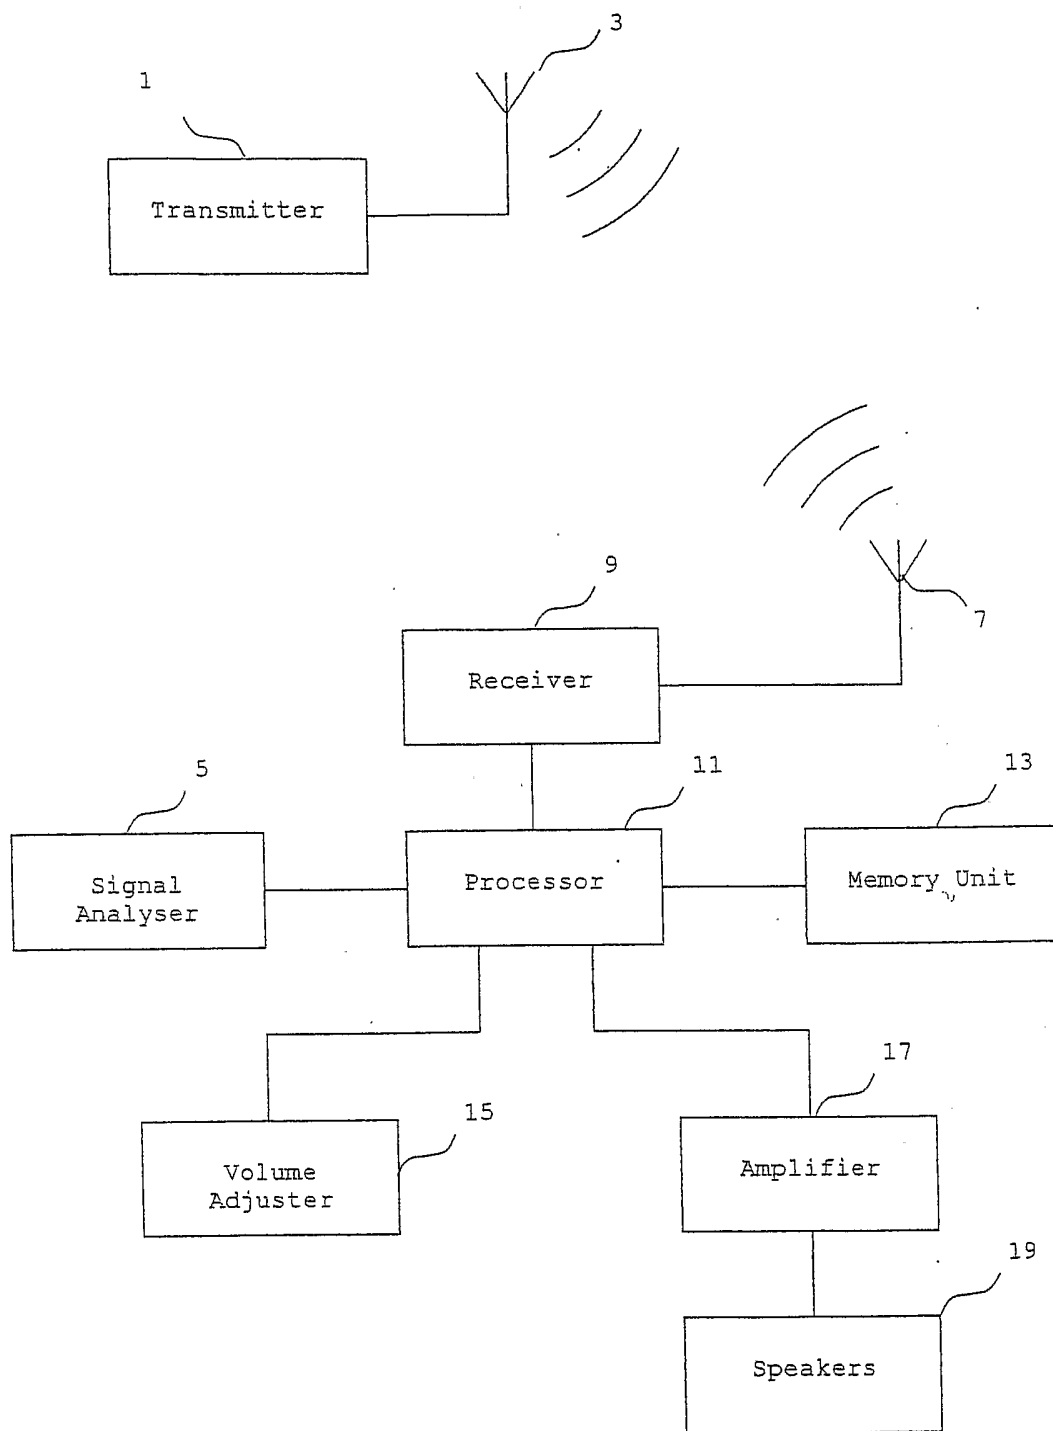 3
1
Transmitter
9
7
Receiver
5
11
13
Signal
Analyser
Processor
Memory Unit
17
15
Volume
Adjuster
Amplifier
19
Speakers